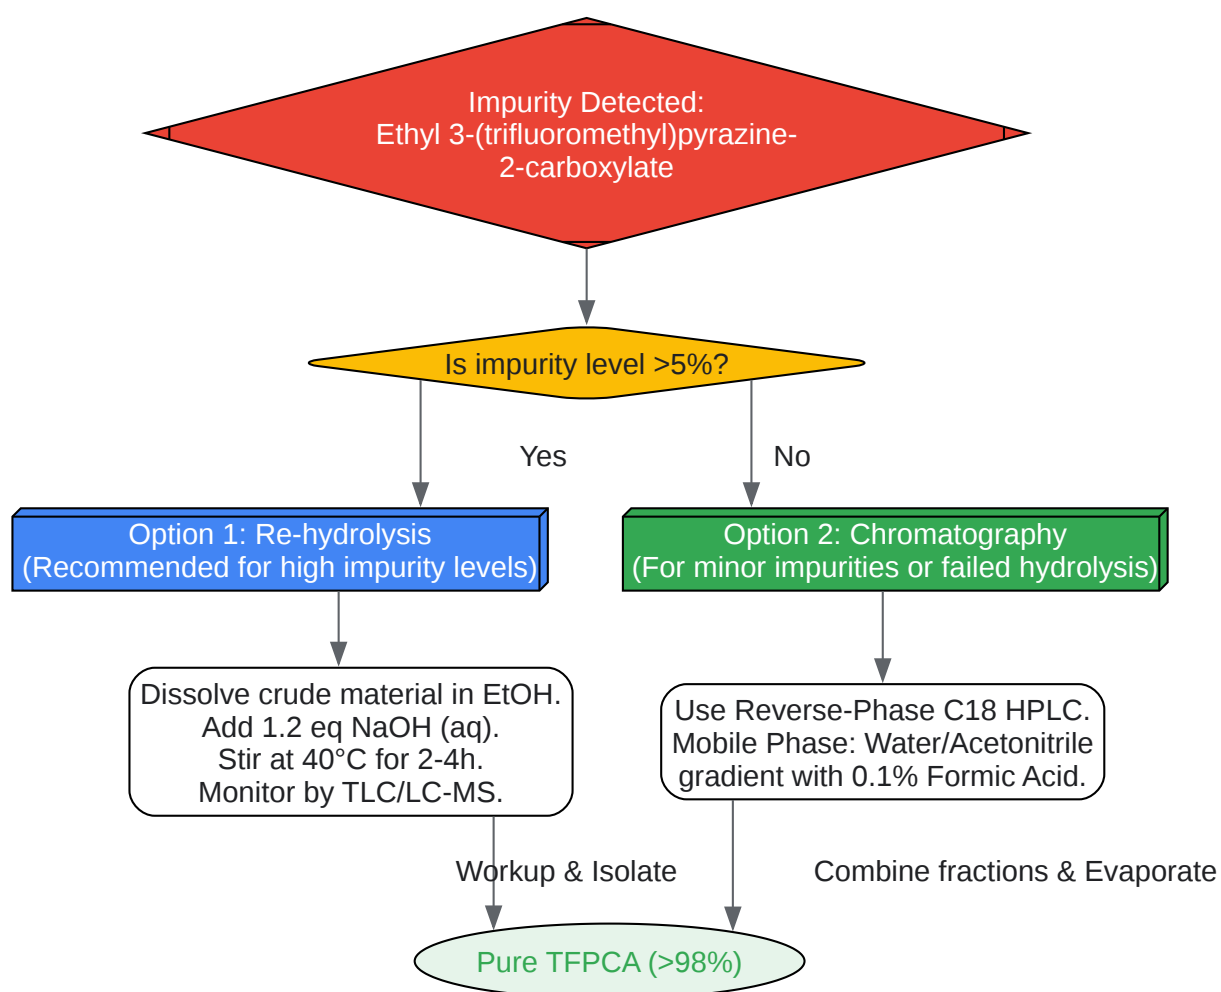 Impurity Detected:
Ethyl 3-(trifluoromethyl)pyrazine-
2-carboxylate
Is impurity level >5%?
Yes
No
Option 1: Re-hydrolysis
(Recommended for high impurity levels)
Option 2: Chromatography
(For minor impurities or failed hydrolysis)
Dissolve crude material in EtOH.
Add 1.2 eq NaOH (aq).
Stir at 40°C for 2-4h.
Monitor by TLC/LC-MS.
Use Reverse-Phase C18 HPLC.
Mobile Phase: Water/Acetonitrile
gradient with 0.1% Formic Acid.
Workup & Isolate
Combine fractions & Evaporate
Pure TFPCA (>98%)